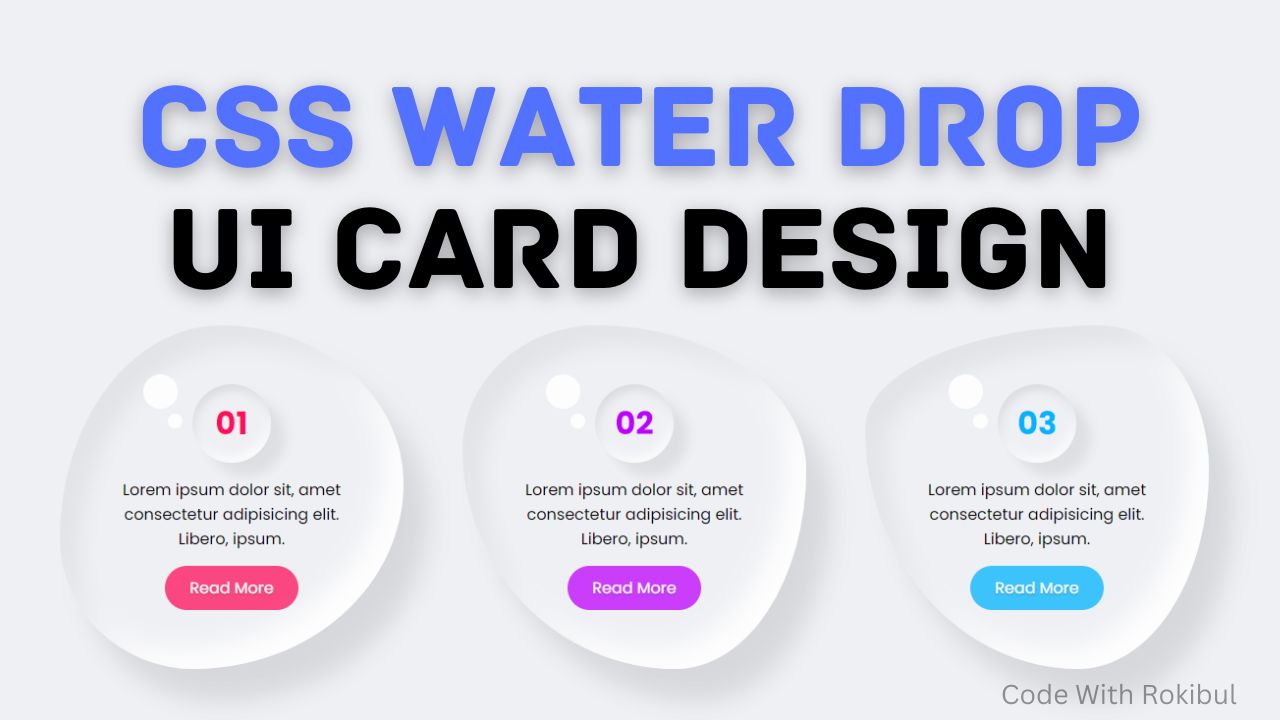 CSS WATER DROP
UI CARD DESIGN
01
Lorem ipsum dolor sit, amet
consectetur adipisicing elit.
Libero, ipsum.
Read More
02
Lorem ipsum dolor sit, amet
consectetur adipisicing elit.
Libero, ipsum.
Read More
03
Lorem ipsum dolor sit, amet
consectetur adipisicing elit.
Libero, ipsum.
Read More
Code With Rokibul